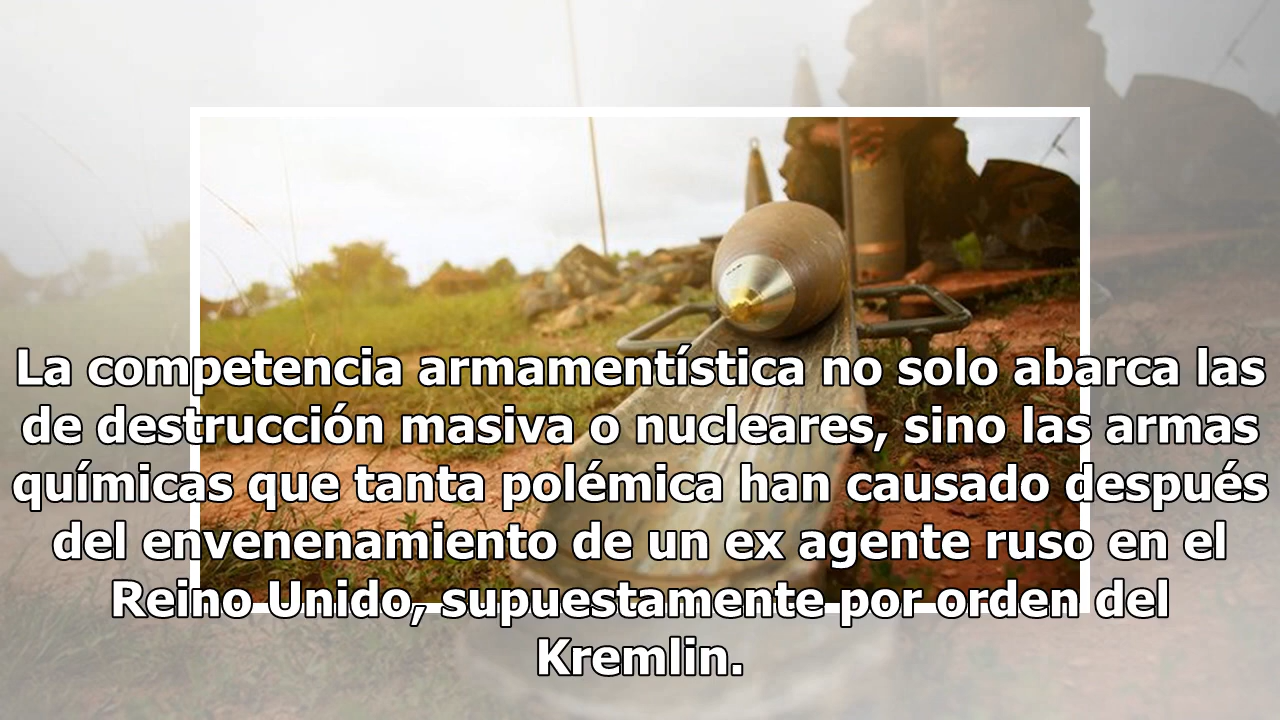 La competencia armamentística no solo abarca las
de destrucción masiva o nucleares, sino las armas
químicas que tanta polémica han causado después
del envenenamiento de un ex agente ruso en el
Reino Unido, supuestamente por orden del
Kremlin.